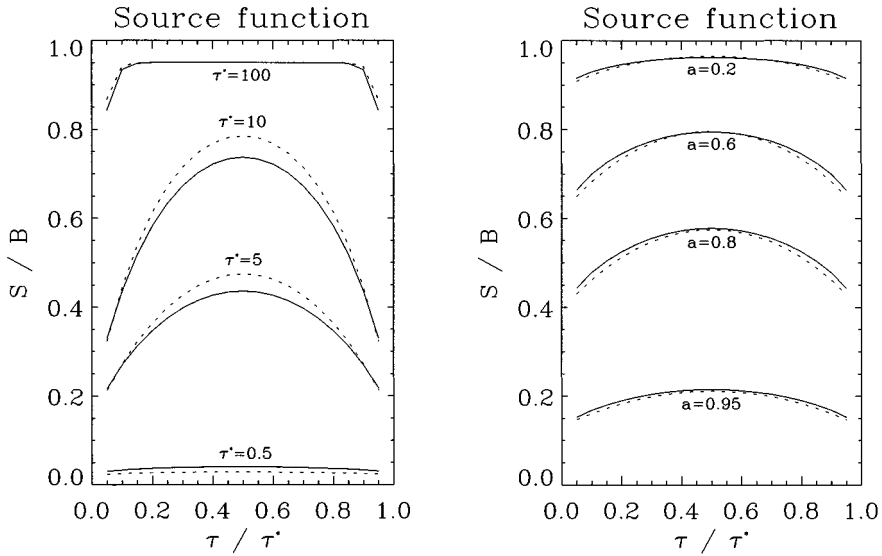 Source function
1.0
0.8
0.6
0.4
0.2
0.0
S / B
τ*=100
τ*=10
τ*=5
τ*=0.5
0.0 0.2 0.4 0.6 0.8 1.0
τ / τ*
Source function
1.0
0.8
0.6
0.4
0.2
0.0
S / B
a=0.2
a=0.6
a=0.8
a=0.95
0.0 0.2 0.4 0.6 0.8 1.0
τ / τ*